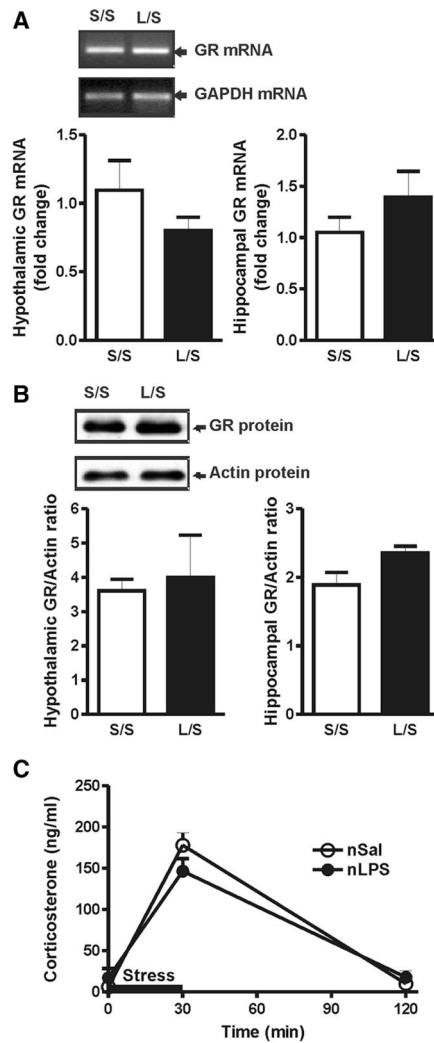 A
S/S L/S
GR mRNA
GAPDH mRNA
Hypothalamic GR mRNA
(fold change)
1.5
1.0
0.5
0.0
S/S L/S
Hippocampal GR mRNA
(fold change)
2.0
1.5
1.0
0.5
0.0
S/S L/S
B
S/S L/S
GR protein
Actin protein
Hypothalamic GR/Actin ratio
6
5
4
3
2
1
0
S/S L/S
Hippocampal GR/Actin ratio
3
2
1
0
S/S L/S
C
Corticosterone (ng/ml)
250
200
150
100
50
0
nSal
nLPS
Stress
0 30 60 90 120
Time (min)